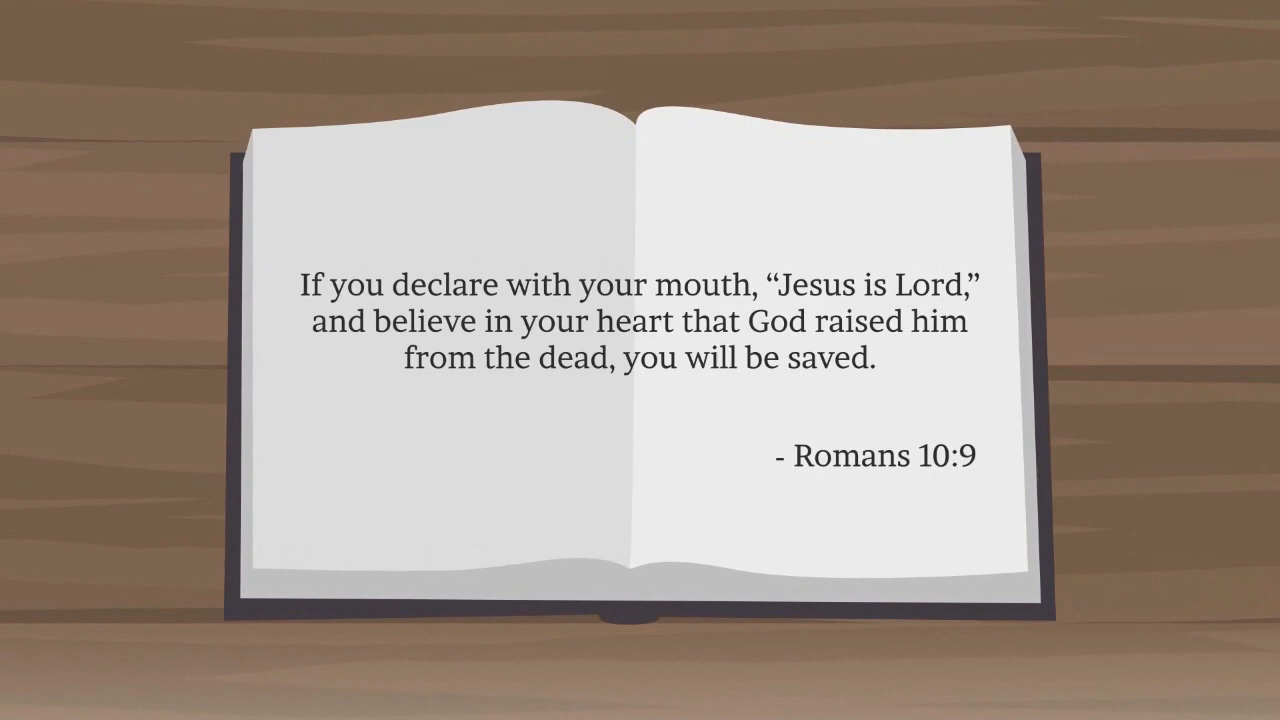 If you declare with your mouth, “Jesus is Lord,”
and believe in your heart that God raised him
from the dead, you will be saved.
- Romans 10:9